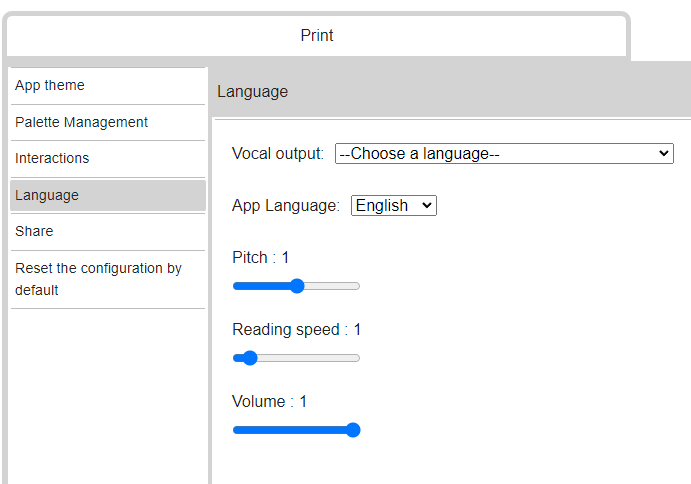 Print
App theme
Palette Management
Interactions
Language
Share
Reset the configuration by
default
Language
Vocal output: --Choose a language--
App Language: English
Pitch : 1
Reading speed : 1
Volume : 1